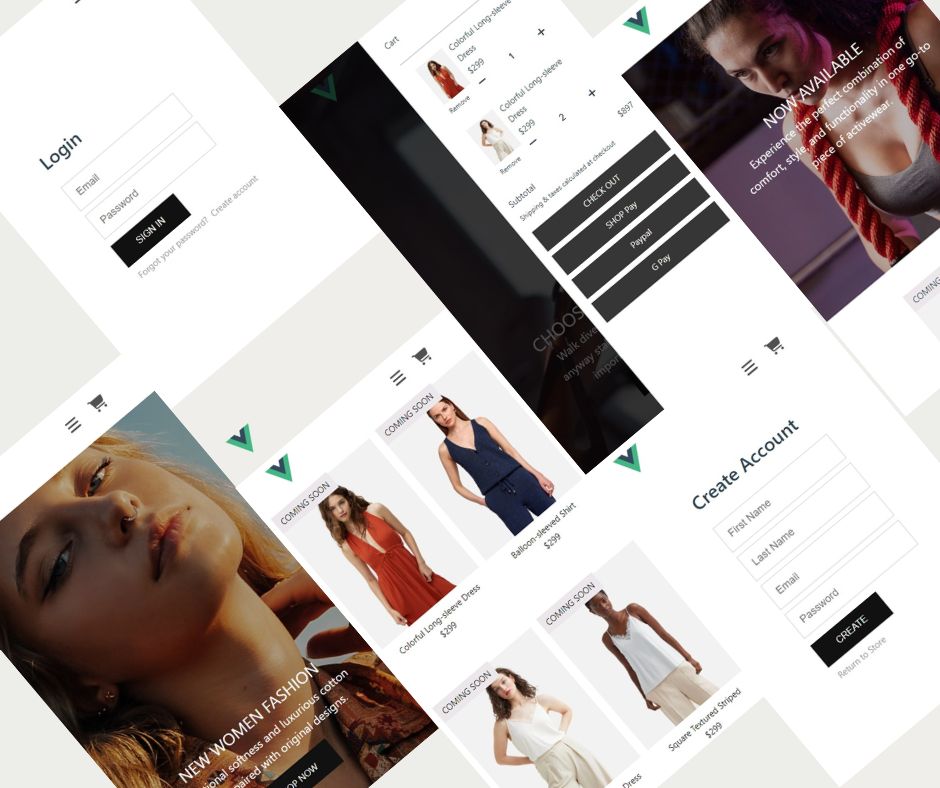 Login
Email
Password
SIGN IN
Forgot your password? Create account
Cart
Colorful Long-sleeve
Dress
$299
1
Remove
Colorful Long-sleeve
Dress
$299
2
Remove
Subtotal
$897
Shipping & taxes calculated at checkout
CHECK OUT
SHOP Pay
Paypal
G Pay
CHOOS
Walk dive
anyway sta
impor
NOW AVAILABLE
Experience the perfect combination of
comfort, style, and functionality in one go-to
piece of activewear.
COMING
NEW WOMEN FASHION
tional softness and luxurious cotton
paired with original designs.
OP NOW
COMING SOON
Colorful Long-sleeve Dress
$299
COMING SOON
Balloon-sleeved Shirt
$299
COMING SOON
Dress
COMING SOON
Square Textured Striped
$299
Create Account
First Name
Last Name
Email
Password
CREATE
Return to Store